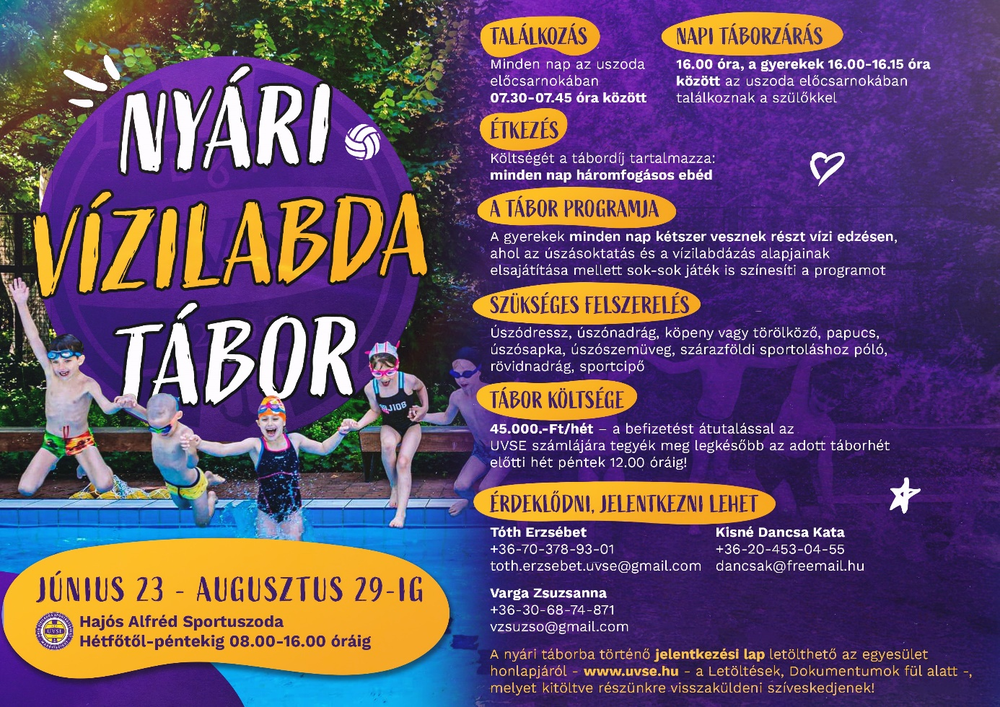 NYÁRI
VÍZILABDA
TÁBOR
JÚNIUS 23 - AUGUSZTUS 29-IG
UVSE
Hajós Alfréd Sportuszoda
Hétfőtől-péntekig 08.00-16.00 óráig
TALÁLKOZÁS
Minden nap az uszoda
előcsarnokában
07.30-07.45 óra között
NAPI TÁBORZÁRÁS
16.00 óra, a gyerekek 16.00-16.15 óra
között az uszoda előcsarnokában
találkoznak a szülőkkel
ÉTKEZÉS
Költségét a tábordíj tartalmazza:
minden nap háromfogásos ebéd
A TÁBOR PROGRAMJA
A gyerekek minden nap kétszer vesznek részt vízi edzésen,
ahol az úszásoktatás és a vízilabdázás alapjainak
elsajátítása mellett sok-sok játék is színesíti a programot
SZÜKSÉGES FELSZERELÉS
Úszódressz, úszónadrág, köpeny vagy törölköző, papucs,
úszósapka, úszószemüveg, szárazföldi sportoláshoz póló,
rövidnadrág, sportcipő
TÁBOR KÖLTSÉGE
45.000.-Ft/hét – a befizetést átutalással az
UVSE számlájára tegyék meg legkésőbb az adott táborhét
előtti hét péntek 12.00 óráig!
ÉRDEKLŐDNI, JELENTKEZNI LEHET
Tóth Erzsébet
+36-70-378-93-01
toth.erzsebet.uvse@gmail.com
Kisné Dancsa Kata
+36-20-453-04-55
dancsak@freemail.hu
Varga Zsuzsanna
+36-30-68-74-871
vzsuzso@gmail.com
A nyári táborba történő jelentkezési lap letölthető az egyesület
honlapjáról - www.uvse.hu - a Letöltések, Dokumentumok fül alatt -,
melyet kitöltve részünkre visszaküldeni szíveskedjenek!